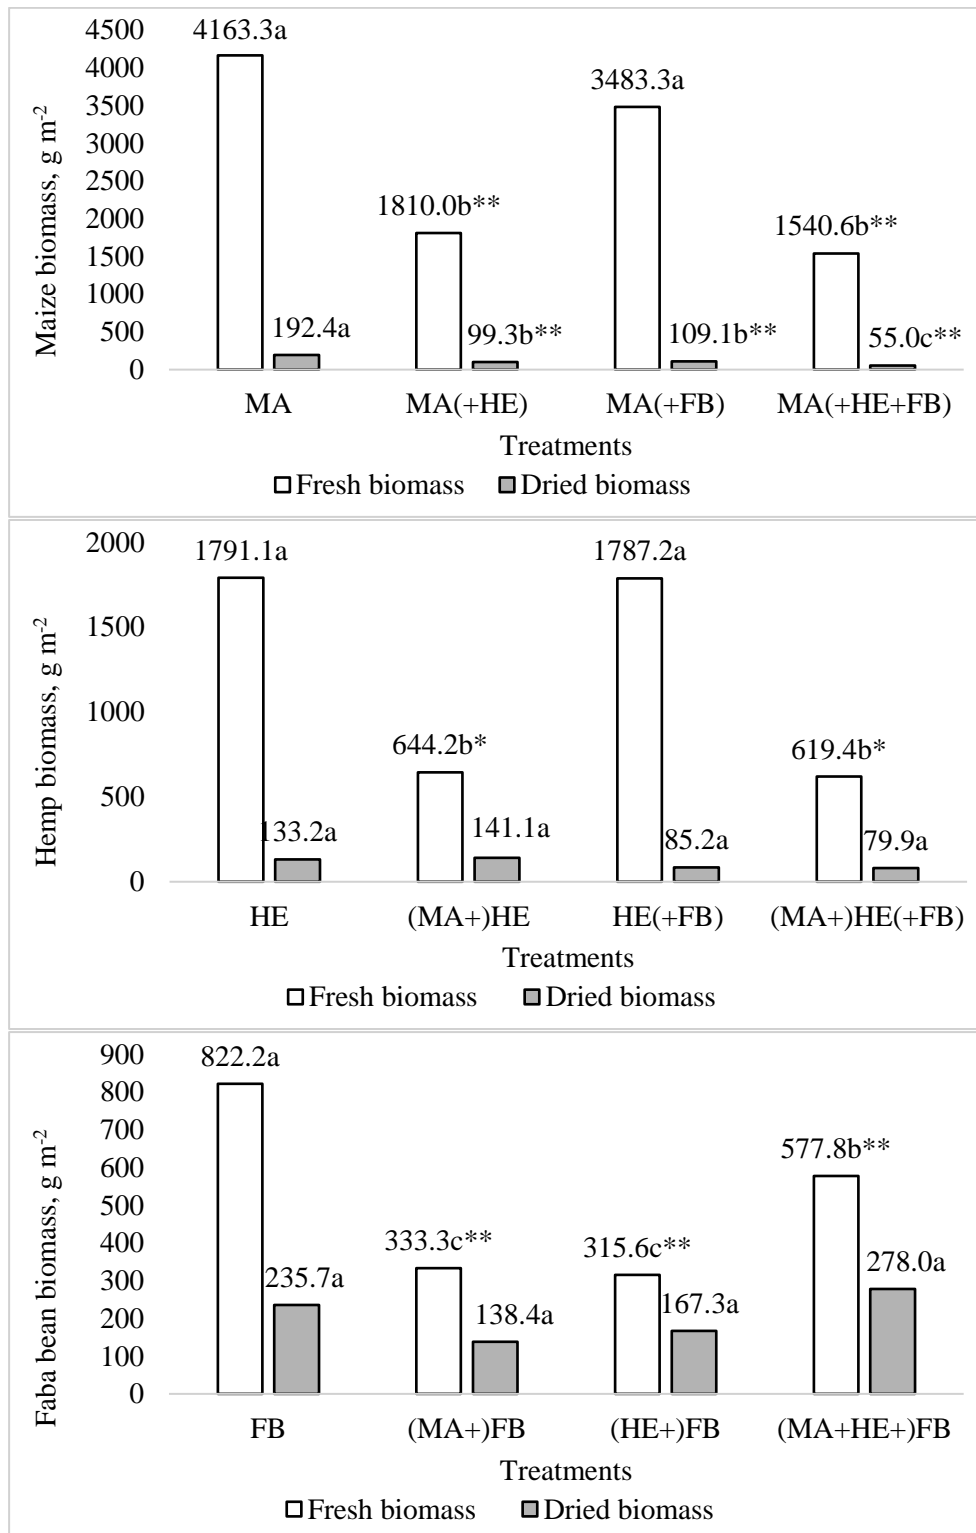 Maize biomass, g m-2
4500
4000
3500
3000
2500
2000
1500
1000
500
0
4163.3a
192.4a
1810.0b**
99.3b**
3483.3a
109.1b**
1540.6b**
55.0c**
MA MA(+HE) MA(+FB) MA(+HE+FB)
Treatments
Fresh biomass Dried biomass
Hemp biomass, g m-2
2000
1500
1000
500
0
1791.1a
133.2a
644.2b*
141.1a
1787.2a
85.2a
619.4b*
79.9a
HE (MA+)HE HE(+FB) (MA+)HE(+FB)
Treatments
Fresh biomass Dried biomass
Faba bean biomass, g m-2
900
800
700
600
500
400
300
200
100
0
822.2a
235.7a
333.3c**
138.4a
315.6c**
167.3a
577.8b**
278.0a
FB (MA+)FB (HE+)FB (MA+HE+)FB
Treatments
Fresh biomass Dried biomass